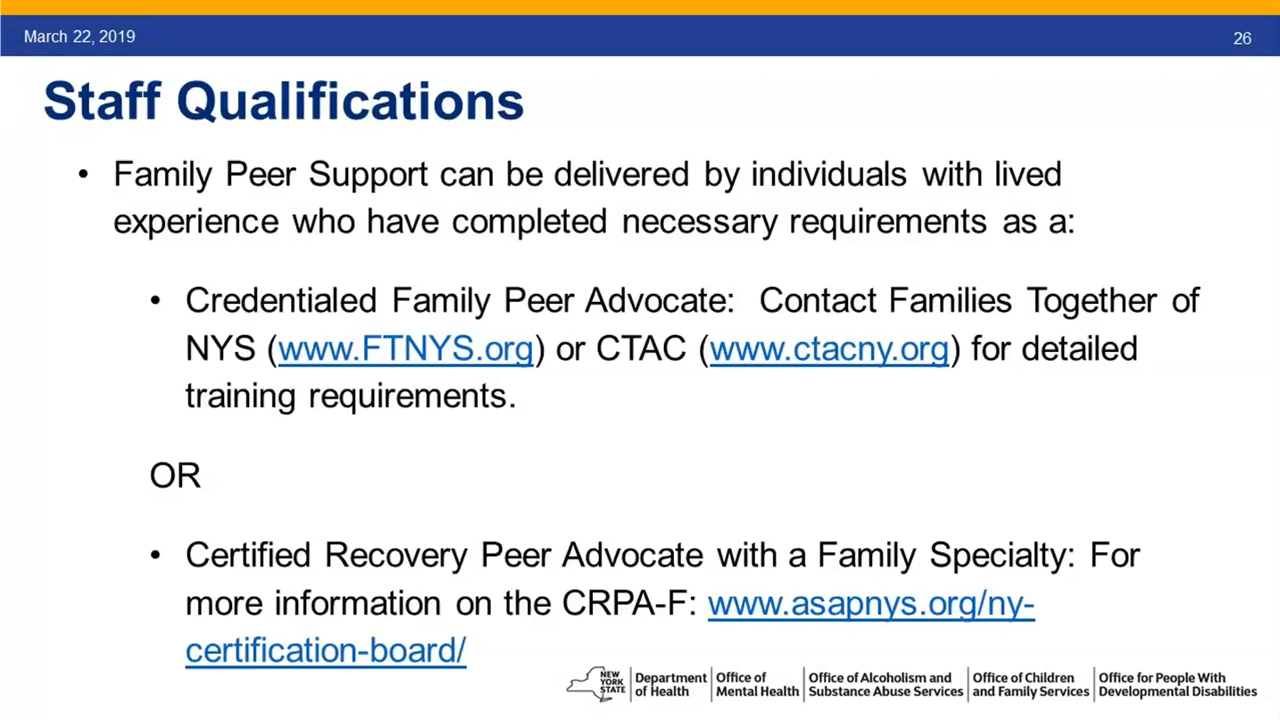 March 22, 2019
26
Staff Qualifications
• Family Peer Support can be delivered by individuals with lived
experience who have completed necessary requirements as a:
• Credentialed Family Peer Advocate: Contact Families Together of
NYS (www.FTNYS.org) or CTAC (www.ctacny.org) for detailed
training requirements.
OR
• Certified Recovery Peer Advocate with a Family Specialty: For
more information on the CRPA-F: www.asapnys.org/ny-
certification-board/
NEW
YORK
STATE
Department
of Health
Office of
Mental Health
Office of Alcoholism and
Substance Abuse Services
Office of Children
and Family Services
Office for People With
Developmental Disabilities